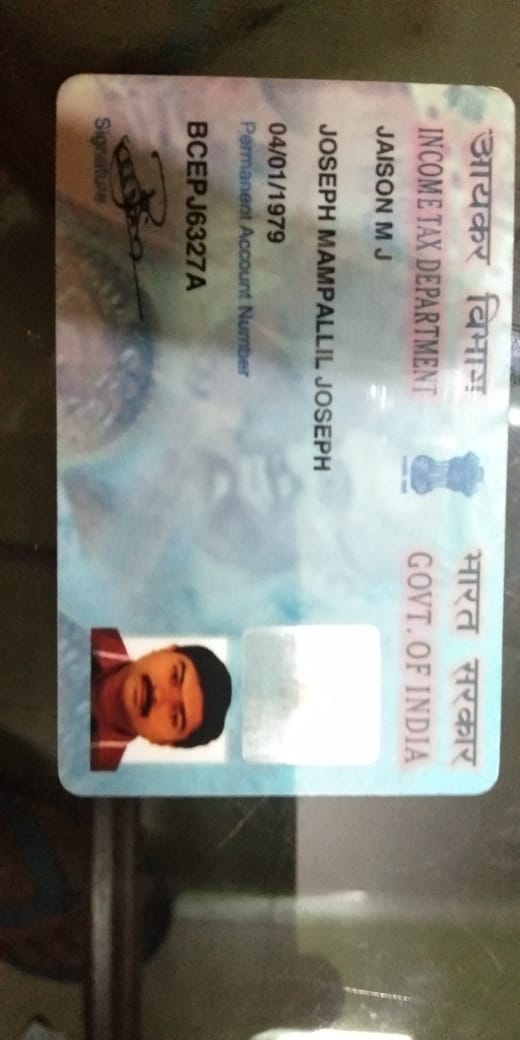 आयकर विभाग
INCOME TAX DEPARTMENT
भारत सरकार
GOVT. OF INDIA
JAISON M J
JOSEPH MAMPALLIL JOSEPH
04/01/1979
Permanent Account Number
BCEPJ6327A
Signature